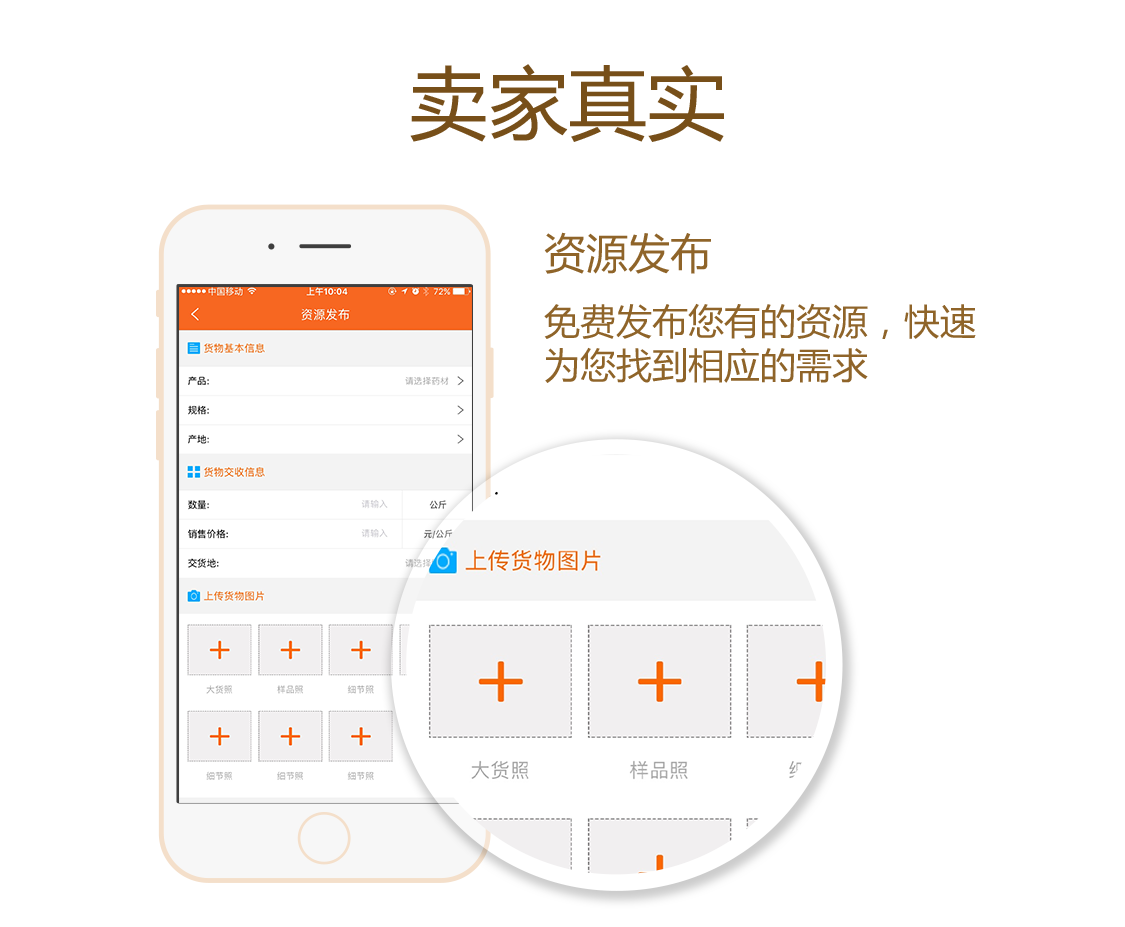 卖家真实
资源发布
免费发布您有的资源，快速
为您找到相应的需求
中国移动 上午10:04 72%
资源发布
货物基本信息
产品: 请选择药材
规格:
产地:
货物交收信息
数量: 请输入 公斤
销售价格: 请输入 元/公斤
交货地: 请选择
上传货物图片
大货照 样品照 细节照
细节照 细节照 细节照
上传货物图片
大货照 样品照